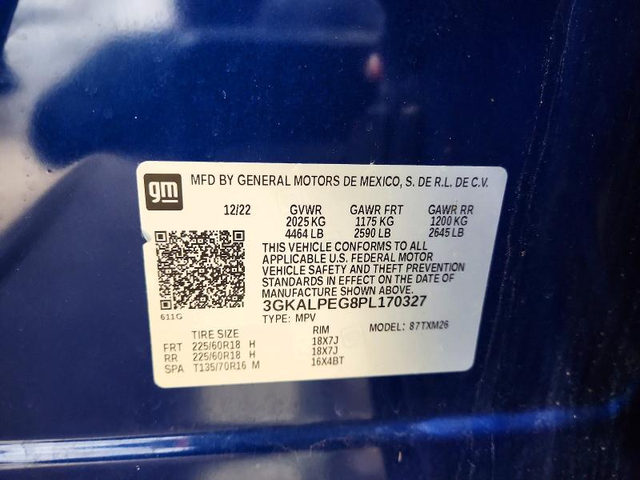 gm
MFD BY GENERAL MOTORS DE MEXICO, S. DE R.L. DE C.V.
12/22 GVWR GAWR FRT GAWR RR
2025 KG 1175 KG 1200 KG
4464 LB 2590 LB 2645 LB
THIS VEHICLE CONFORMS TO ALL
APPLICABLE U.S. FEDERAL MOTOR
VEHICLE SAFETY AND THEFT PREVENTION
STANDARDS IN EFFECT ON THE DATE OF
MANUFACTURE SHOWN ABOVE.
3GKALPEG8PL170327
611G
TYPE: MPV
MODEL: 87TXM26
TIRE SIZE RIM
FRT 225/60R18 H 18X7J
RR 225/60R18 H 18X7J
SPA T135/70R16 M 16X4BT